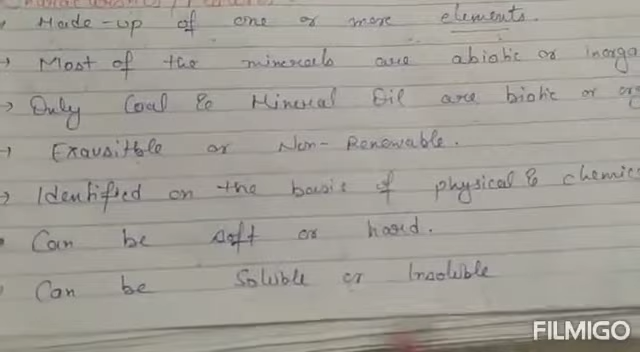 Made-up of one or more elements.
→ Most of the minerals are abiotic or inorga
→ Only Coal & Mineral Oil are biotic or org
→ Exausitble or Non-Renewable.
→ Identified on the basis of physical & chemic
Can be soft or hard.
Can be Soluble or Insoluble
FILMIGO